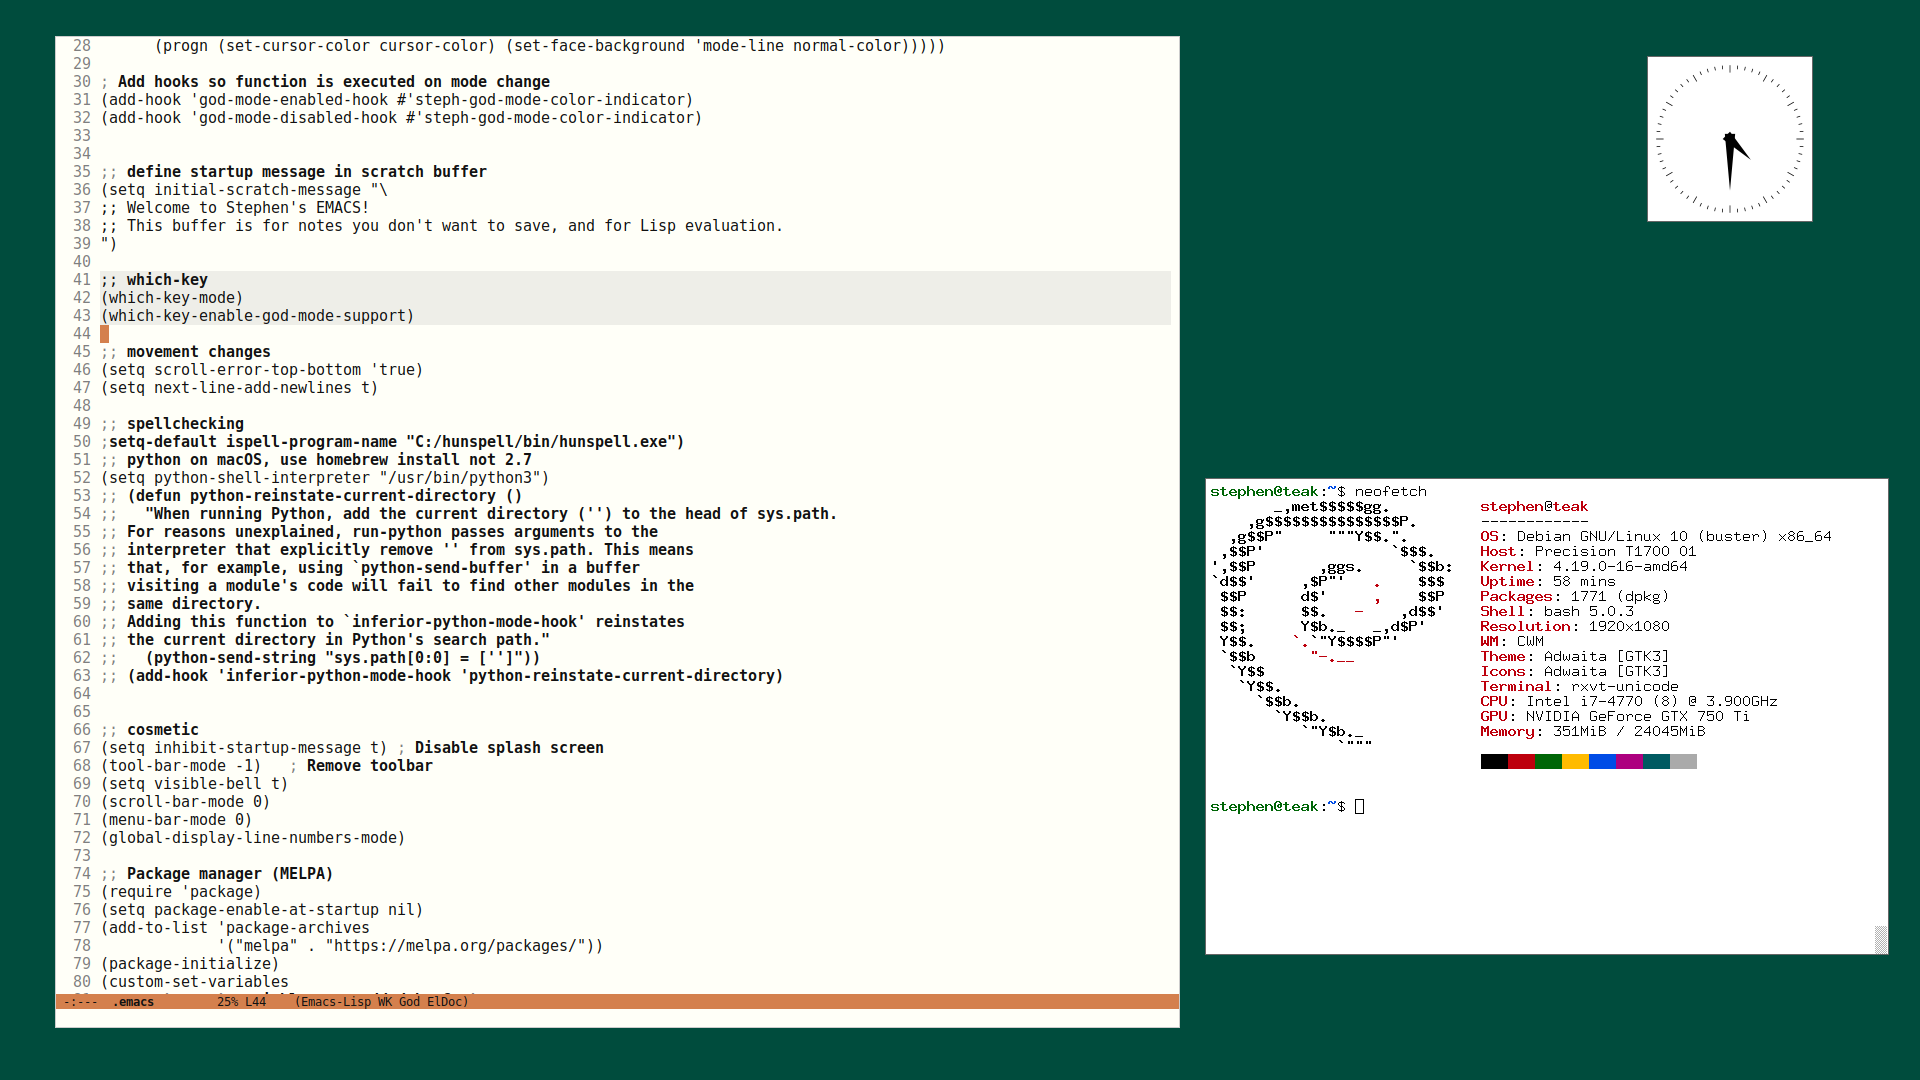 28       (progn (set-cursor-color cursor-color) (set-face-background 'mode-line normal-color)))))
29
30 ; Add hooks so function is executed on mode change
31 (add-hook 'god-mode-enabled-hook #'steph-god-mode-color-indicator)
32 (add-hook 'god-mode-disabled-hook #'steph-god-mode-color-indicator)
33
34
35 ;; define startup message in scratch buffer
36 (setq initial-scratch-message "\
37 ;; Welcome to Stephen's EMACS!
38 ;; This buffer is for notes you don't want to save, and for Lisp evaluation.
39 ")
40
41 ;; which-key
42 (which-key-mode)
43 (which-key-enable-god-mode-support)
44
45 ;; movement changes
46 (setq scroll-error-top-bottom 'true)
47 (setq next-line-add-newlines t)
48
49 ;; spellchecking
50 ;setq-default ispell-program-name "C:/hunspell/bin/hunspell.exe")
51 ;; python on macOS, use homebrew install not 2.7
52 (setq python-shell-interpreter "/usr/bin/python3")
53 ;; (defun python-reinstate-current-directory ()
54 ;;   "When running Python, add the current directory ('') to the head of sys.path.
55 ;; For reasons unexplained, run-python passes arguments to the
56 ;; interpreter that explicitly remove '' from sys.path. This means
57 ;; that, for example, using `python-send-buffer' in a buffer
58 ;; visiting a module's code will fail to find other modules in the
59 ;; same directory.
60 ;; Adding this function to `inferior-python-mode-hook' reinstates
61 ;; the current directory in Python's search path."
62 ;;   (python-send-string "sys.path[0:0] = ['']"))
63 ;; (add-hook 'inferior-python-mode-hook 'python-reinstate-current-directory)
64
65
66 ;; cosmetic
67 (setq inhibit-startup-message t) ; Disable splash screen
68 (tool-bar-mode -1)   ; Remove toolbar
69 (setq visible-bell t)
70 (scroll-bar-mode 0)
71 (menu-bar-mode 0)
72 (global-display-line-numbers-mode)
73
74 ;; Package manager (MELPA)
75 (require 'package)
76 (setq package-enable-at-startup nil)
77 (add-to-list 'package-archives
78              '("melpa" . "https://melpa.org/packages/"))
79 (package-initialize)
80 (custom-set-variables
-:---  .emacs         25% L44    (Emacs-Lisp WK God ElDoc)
stephen@teak:~$ neofetch
       _,met$$$$$gg.
    ,g$$$$$$$$$$$$$$$P.
  ,g$$P"     """Y$$.".
 ,$$P'              `$$$.
',$$P       ,ggs.     `$$b:
`d$$'     ,$P"'   .    $$$
 $$P      d$'     ,    $$P
 $$:      $$.   -    ,d$$'
 $$;      Y$b._   _,d$P'
 Y$$.    `.`"Y$$$$P"'
 `$$b      "-.__
  `Y$$
   `Y$$.
     `$$b.
       `Y$$b.
          `"Y$b._
              `"""
stephen@teak
------------
OS: Debian GNU/Linux 10 (buster) x86_64
Host: Precision T1700 01
Kernel: 4.19.0-16-amd64
Uptime: 58 mins
Packages: 1771 (dpkg)
Shell: bash 5.0.3
Resolution: 1920x1080
WM: CWM
Theme: Adwaita [GTK3]
Icons: Adwaita [GTK3]
Terminal: rxvt-unicode
CPU: Intel i7-4770 (8) @ 3.900GHz
GPU: NVIDIA GeForce GTX 750 Ti
Memory: 351MiB / 24045MiB
stephen@teak:~$